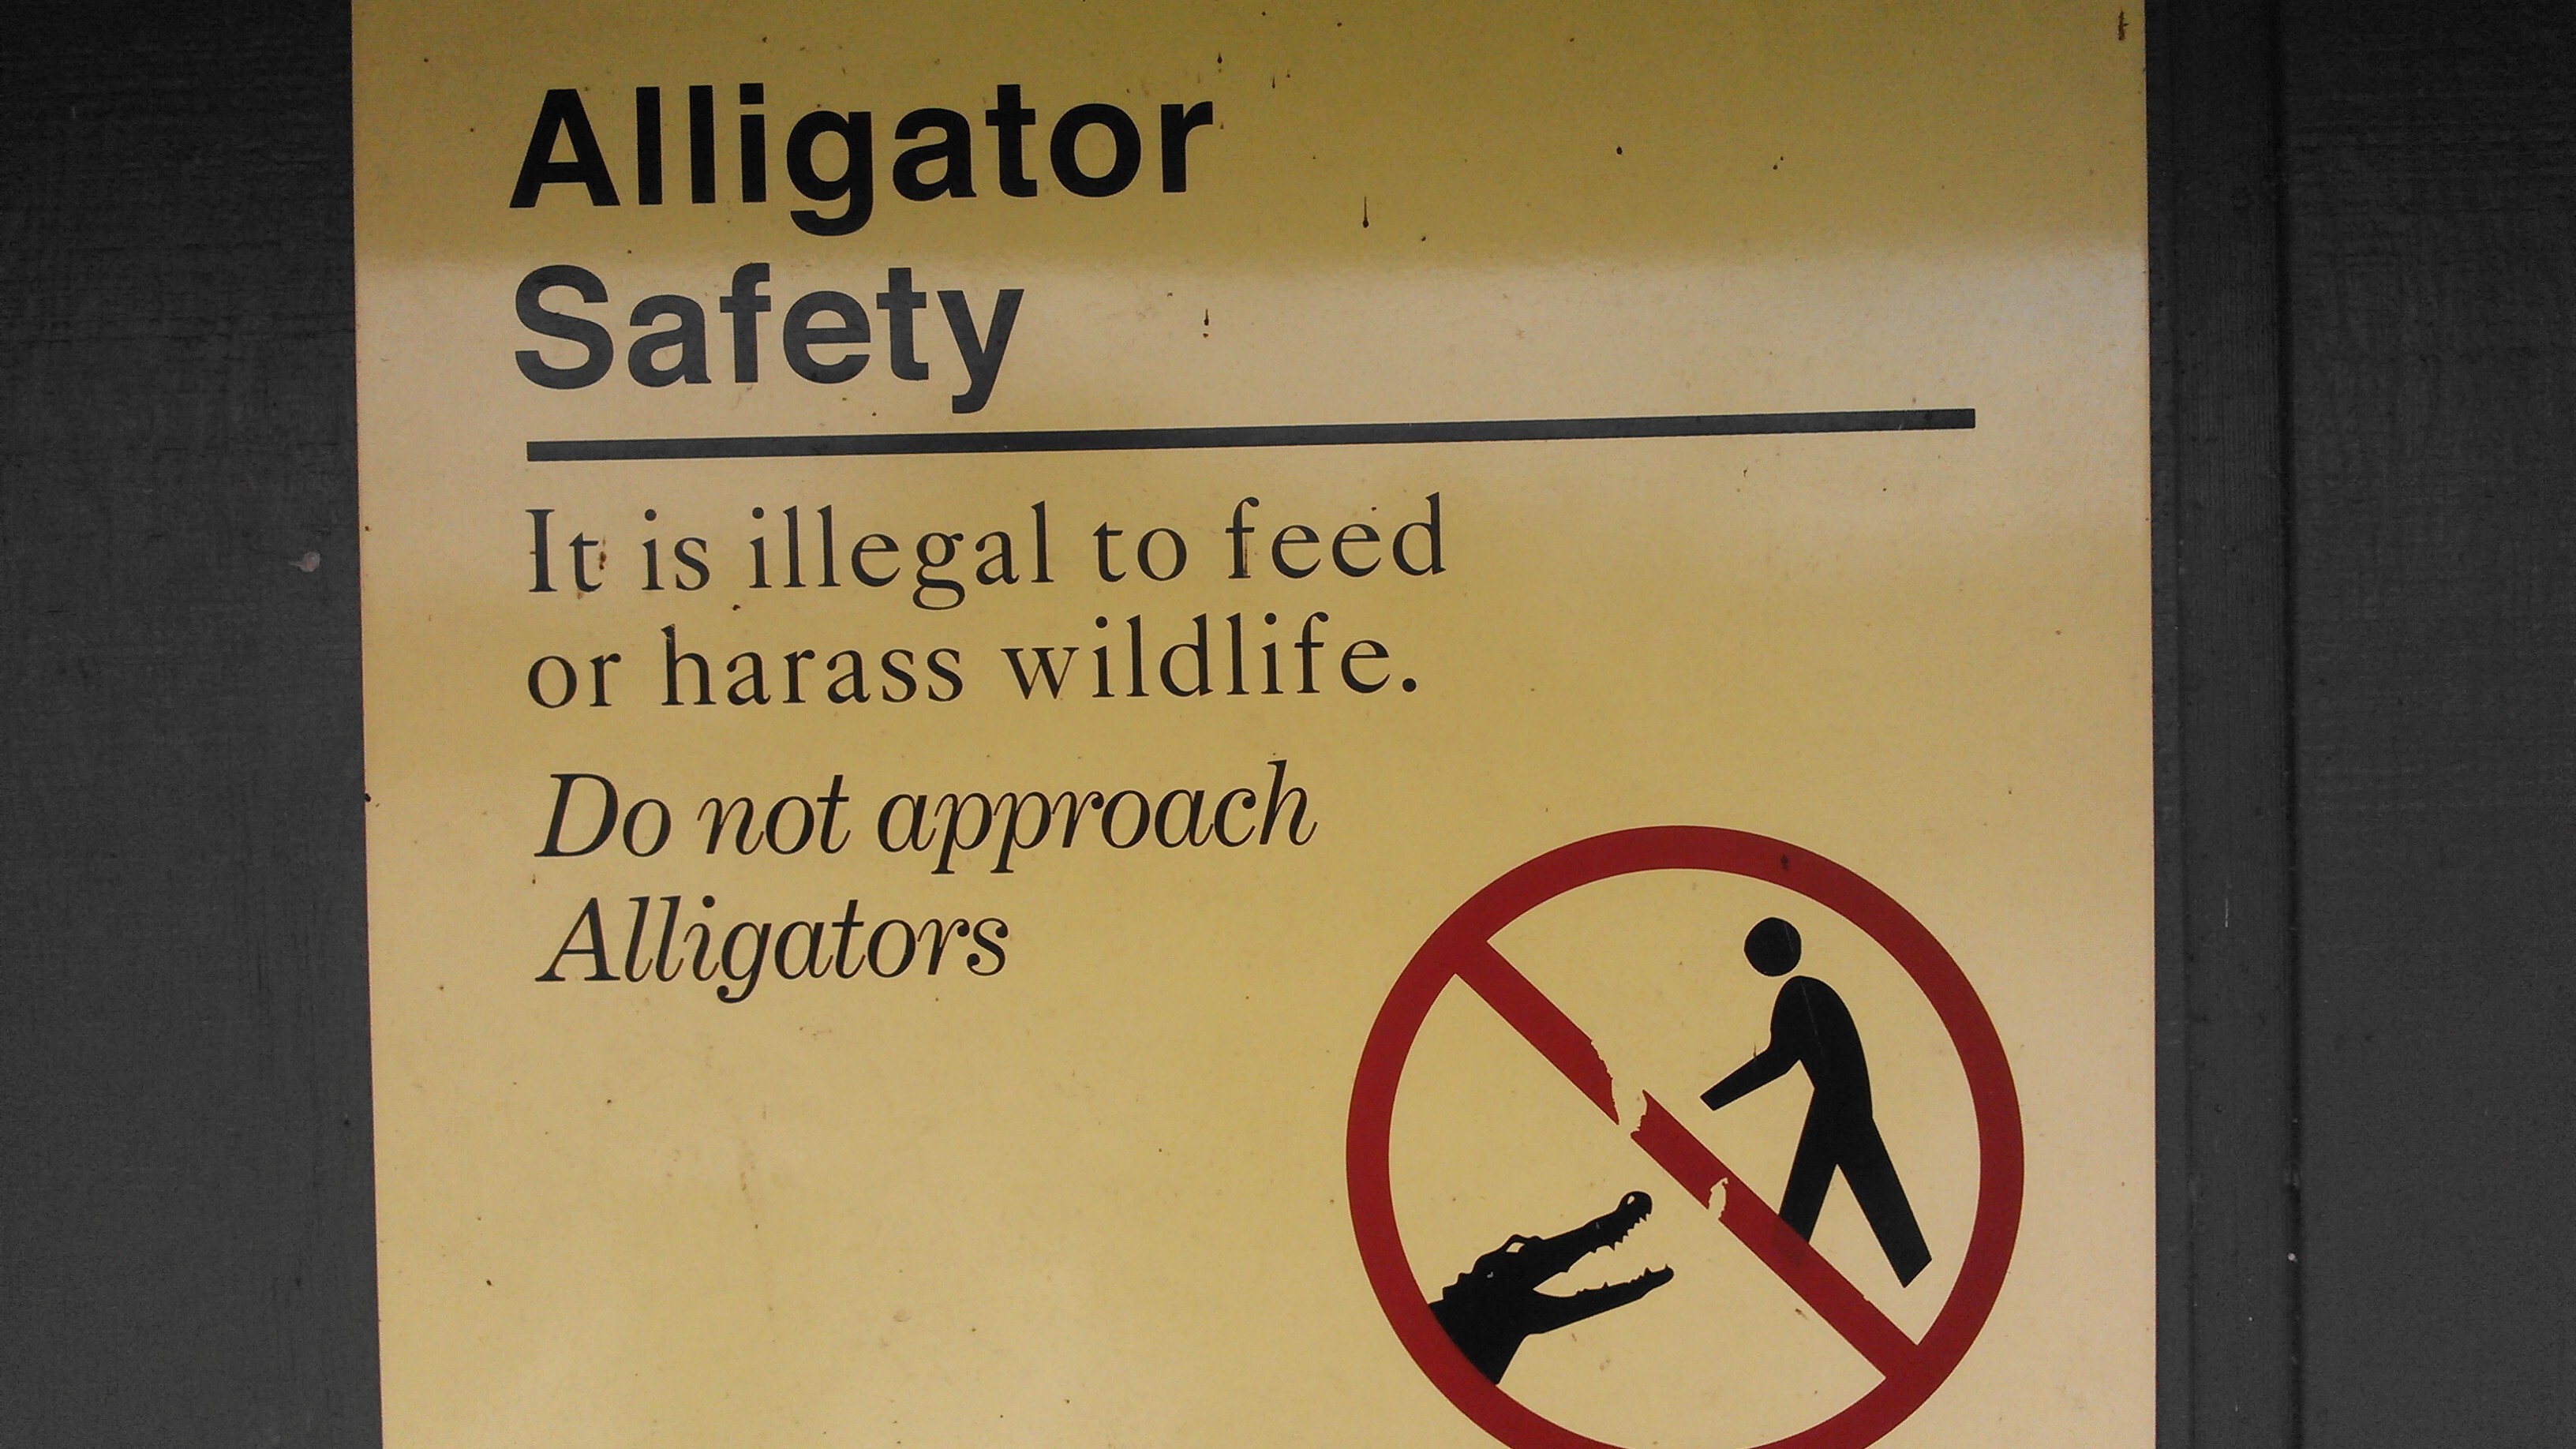 Alligator
Safety
It is illegal to feed
or harass wildlife.
Do not approach
Alligators